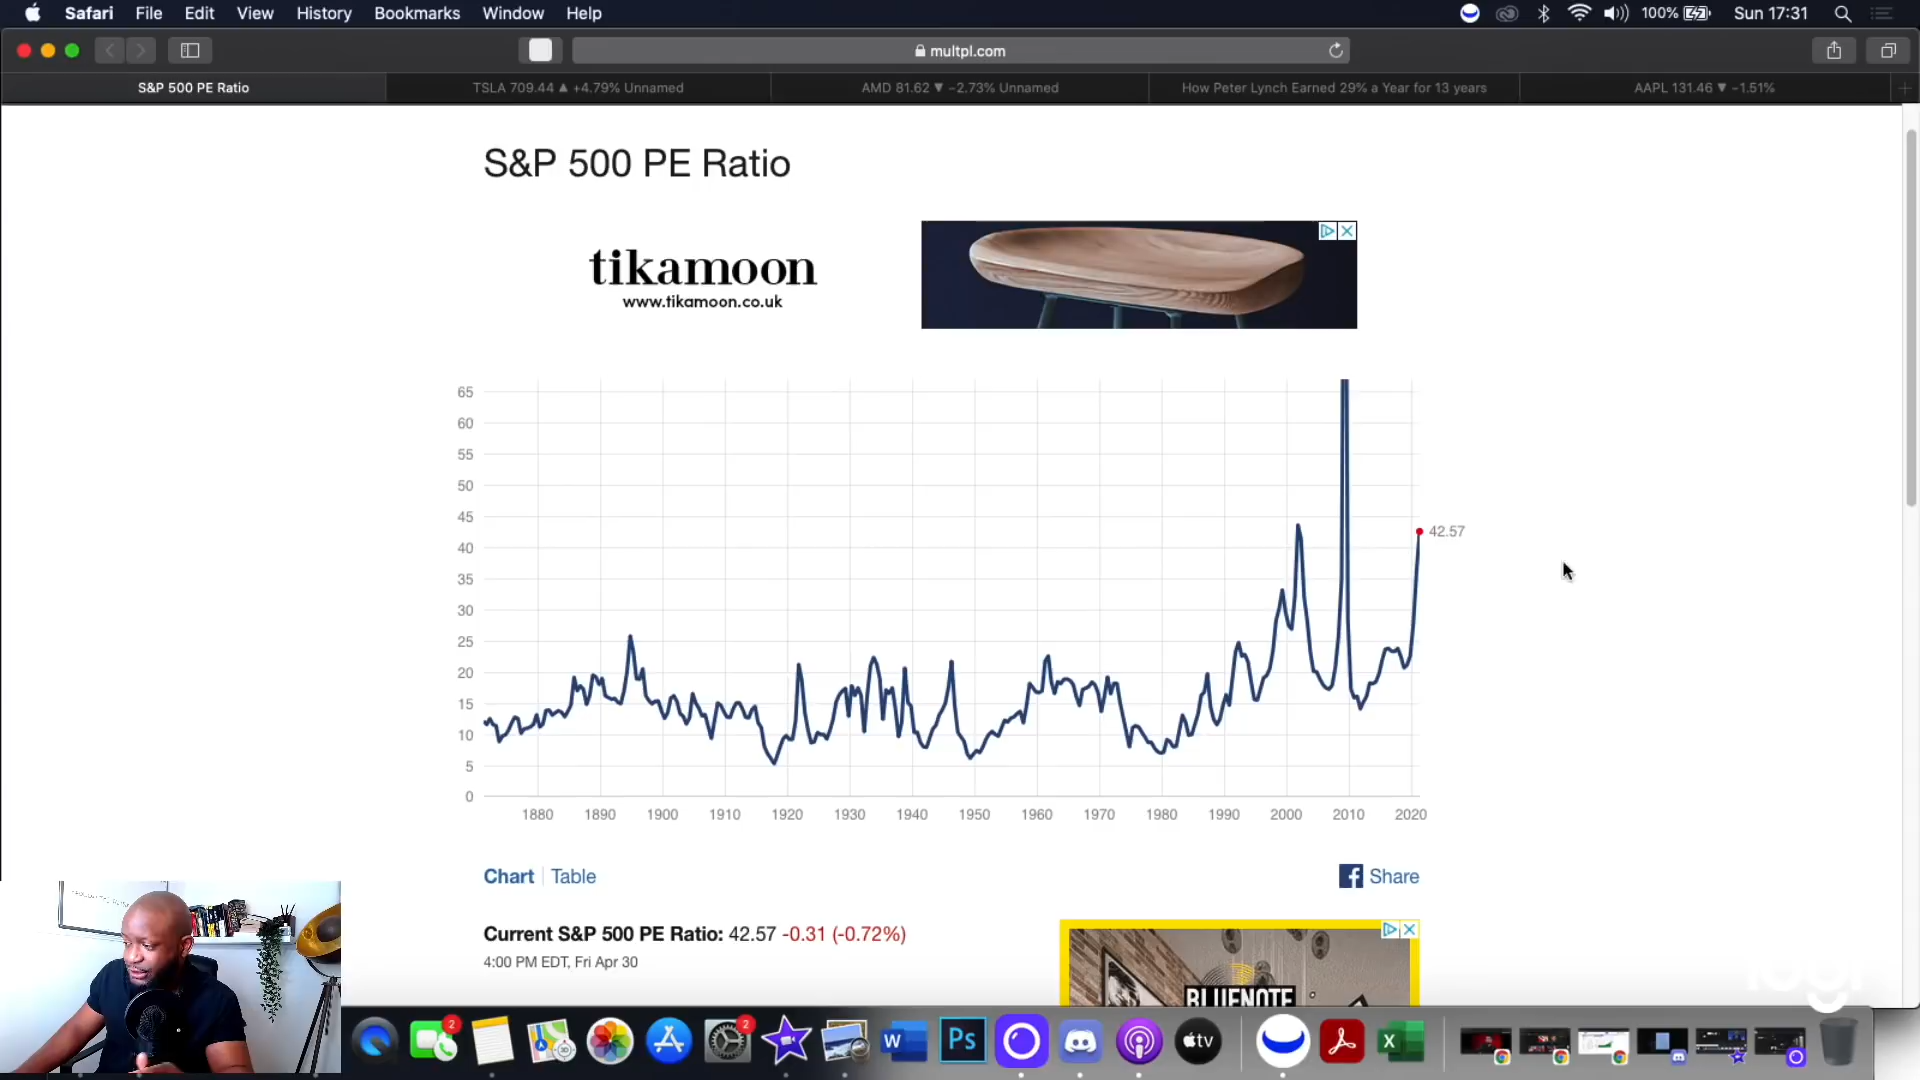 Safari File Edit View History Bookmarks Window Help 100% Sun 17:31
multpl.com
S&P 500 PE Ratio
TSLA 709.44 ▲ +4.79% Unnamed
AMD 81.62 ▼ −2.73% Unnamed
How Peter Lynch Earned 29% a Year for 13 years
AAPL 131.46 ▼ −1.51%
S&P 500 PE Ratio
tikamoon
www.tikamoon.co.uk
65
60
55
50
45
40
35
30
25
20
15
10
5
0
42.57
1880 1890 1900 1910 1920 1930 1940 1950 1960 1970 1980 1990 2000 2010 2020
Chart Table
Share
Current S&P 500 PE Ratio: 42.57 -0.31 (-0.72%)
4:00 PM EDT, Fri Apr 30
BLUENOTE
2
2
W
Ps
tv
X